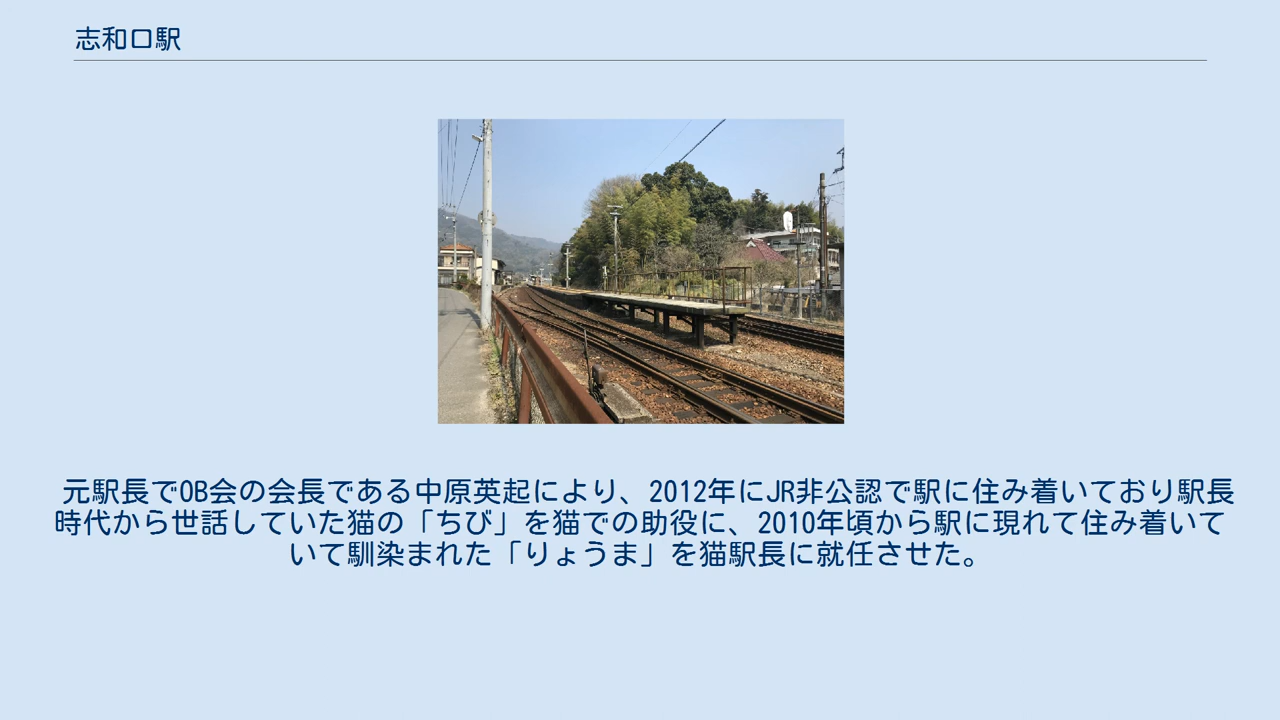 志和口駅
元駅長でOB会の会長である中原英起により、2012年にJR非公認で駅に住み着いており駅長
時代から世話していた猫の「ちび」を猫での助役に、2010年頃から駅に現れて住み着いて
いて馴染まれた「りょうま」を猫駅長に就任させた。